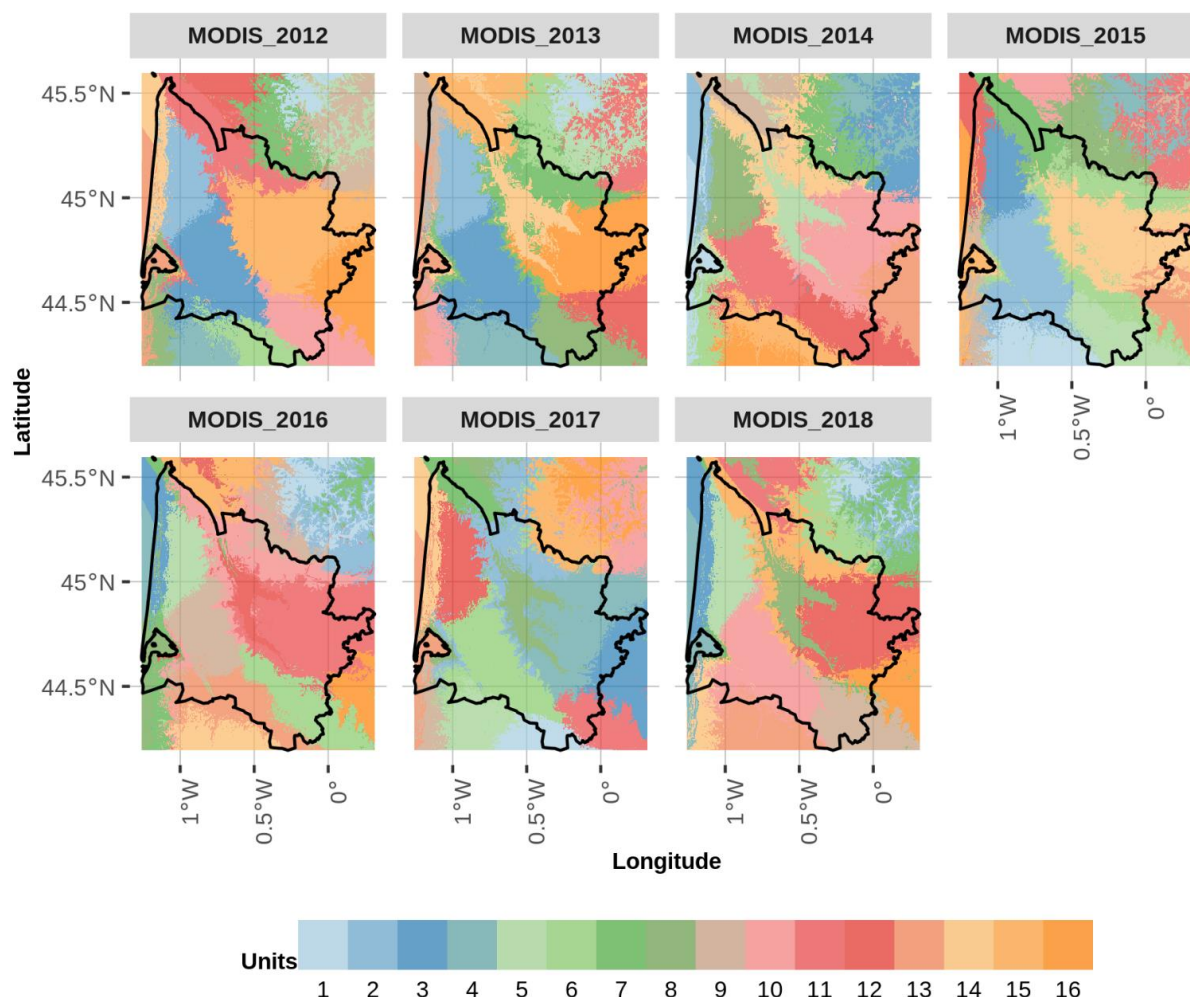 MODIS_2012 MODIS_2013 MODIS_2014 MODIS_2015
45.5°N
45°N
44.5°N
1°W 0.5°W 0°
Latitude
MODIS_2016 MODIS_2017 MODIS_2018
45.5°N
45°N
44.5°N
1°W 0.5°W 0° 1°W 0.5°W 0° 1°W 0.5°W 0°
Longitude
Units
1 2 3 4 5 6 7 8 9 10 11 12 13 14 15 16